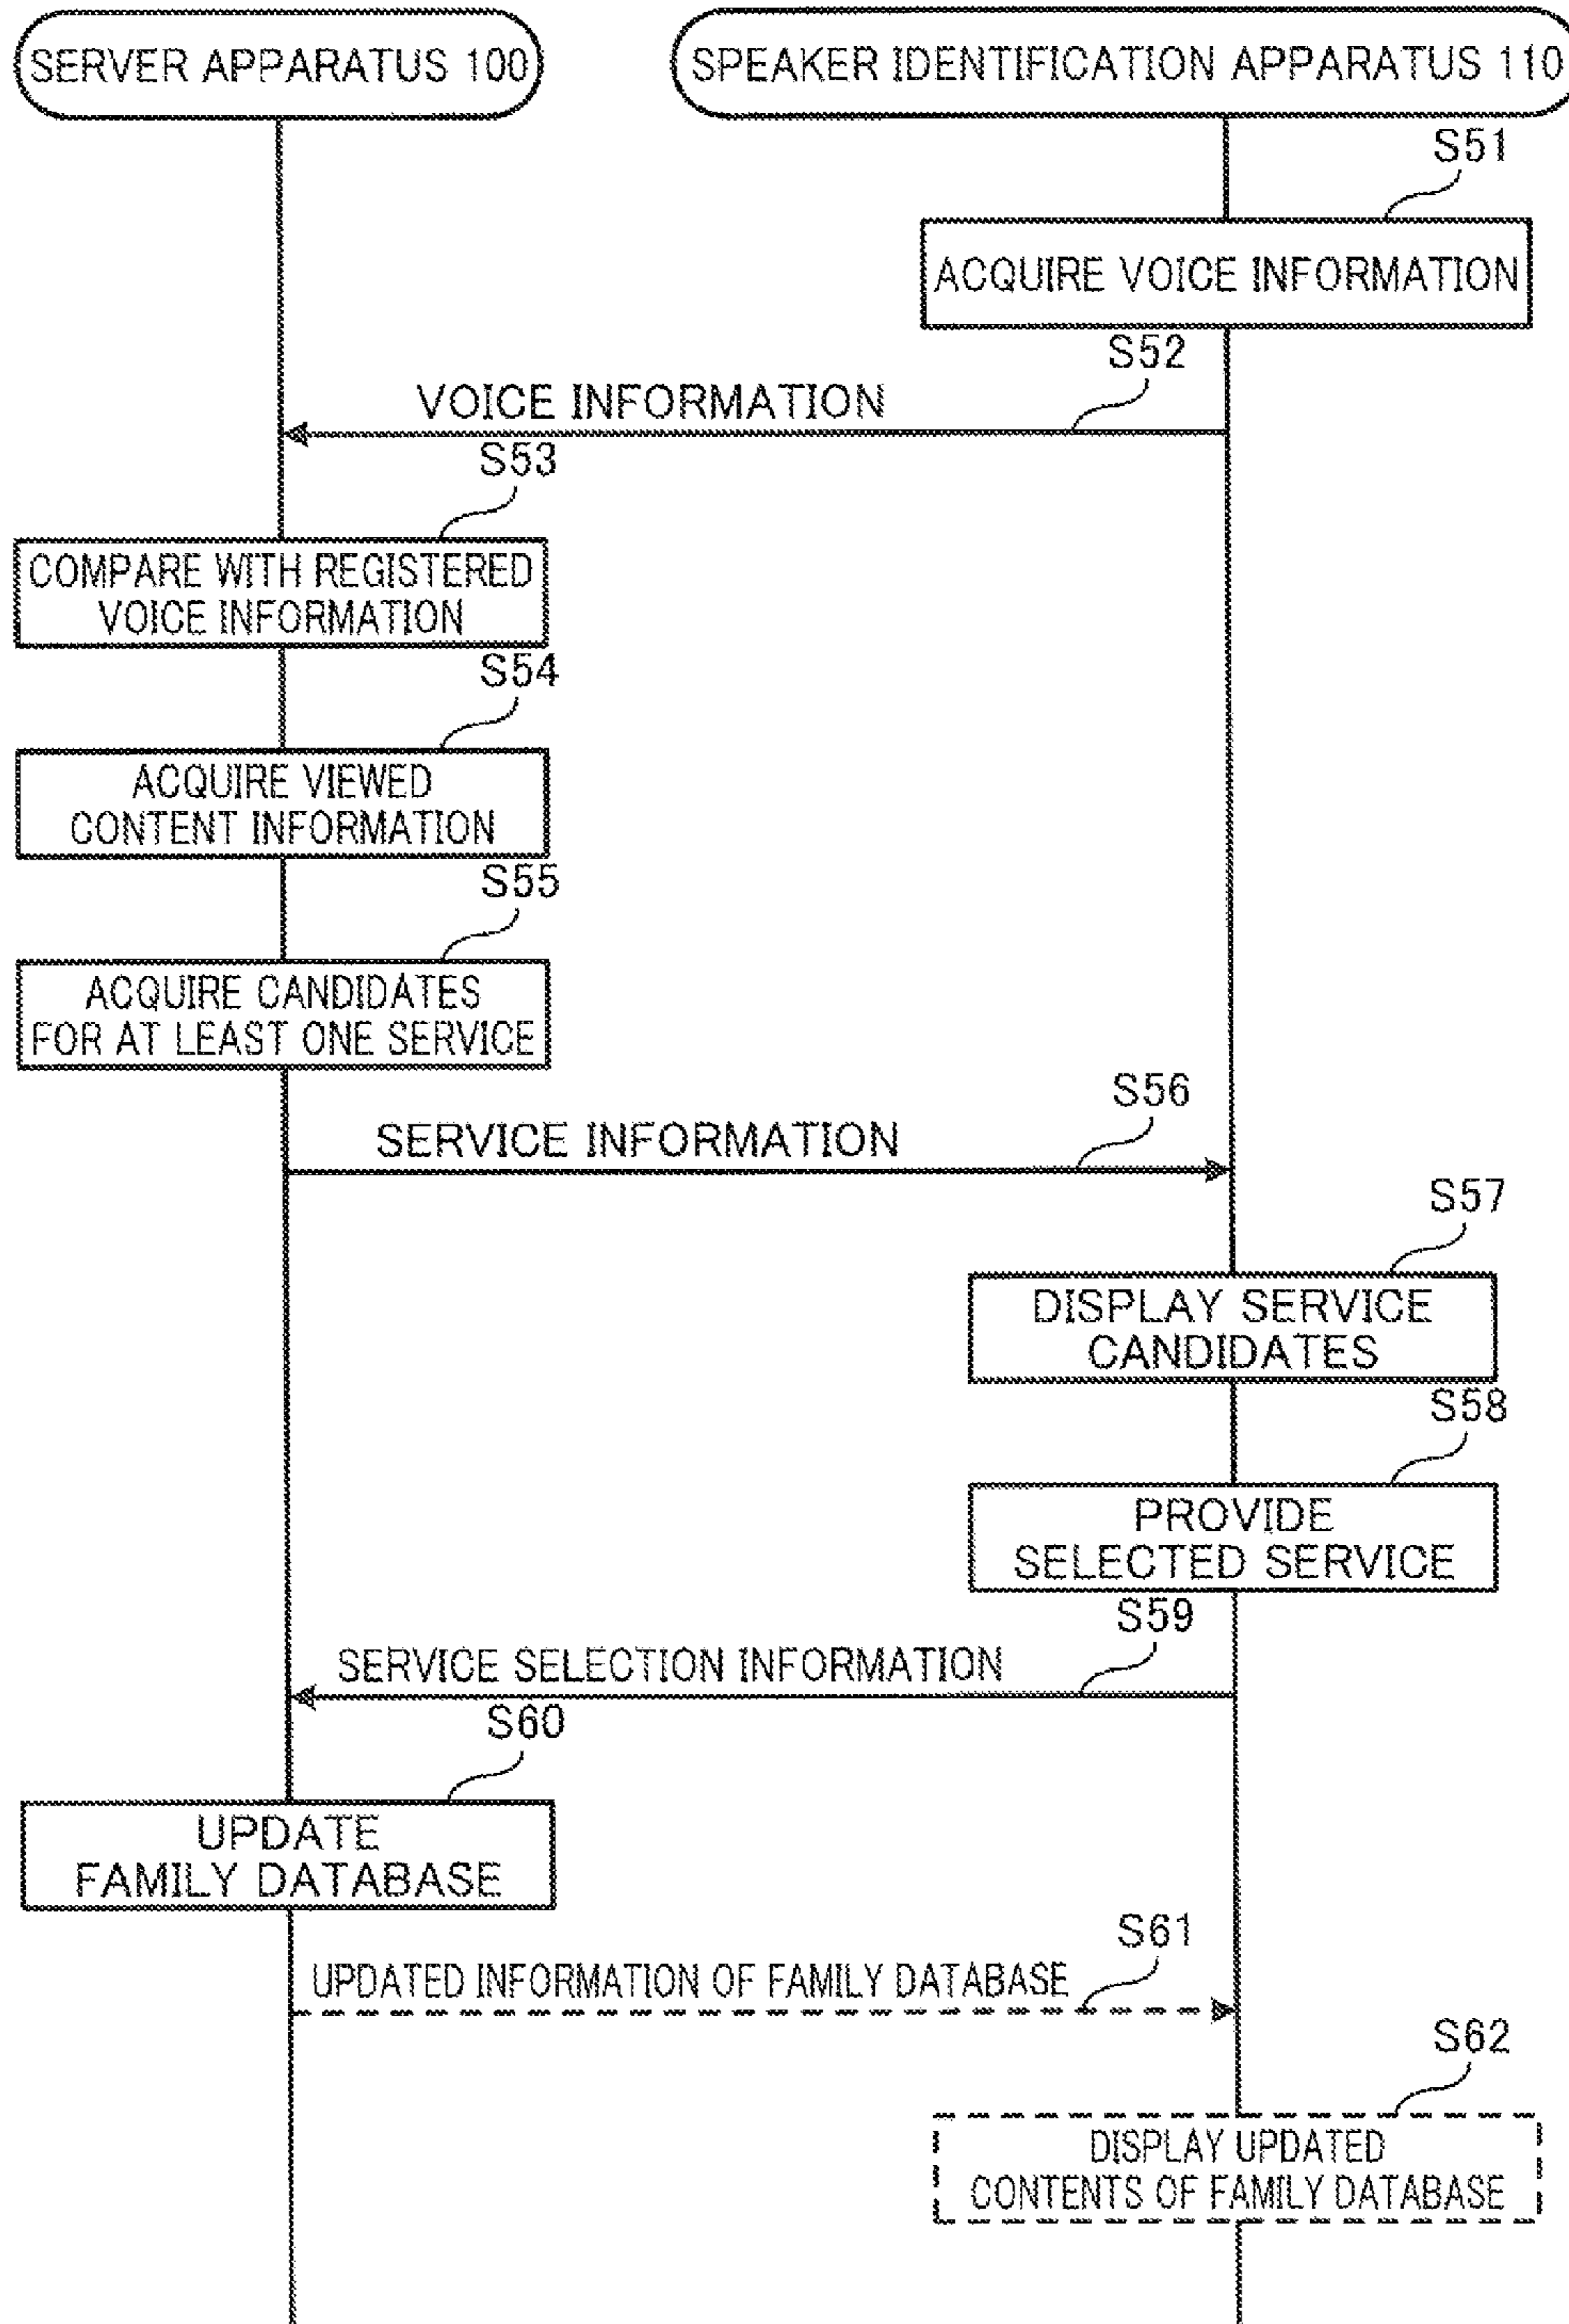 SERVER APPARATUS 100
SPEAKER IDENTIFICATION APPARATUS 110
S51
ACQUIRE VOICE INFORMATION
S52
VOICE INFORMATION
S53
COMPARE WITH REGISTERED
VOICE INFORMATION
S54
ACQUIRE VIEWED
CONTENT INFORMATION
S55
ACQUIRE CANDIDATES
FOR AT LEAST ONE SERVICE
S56
SERVICE INFORMATION
S57
DISPLAY SERVICE
CANDIDATES
S58
PROVIDE
SELECTED SERVICE
S59
SERVICE SELECTION INFORMATION
S60
UPDATE
FAMILY DATABASE
S61
UPDATED INFORMATION OF FAMILY DATABASE
S62
DISPLAY UPDATED
CONTENTS OF FAMILY DATABASE